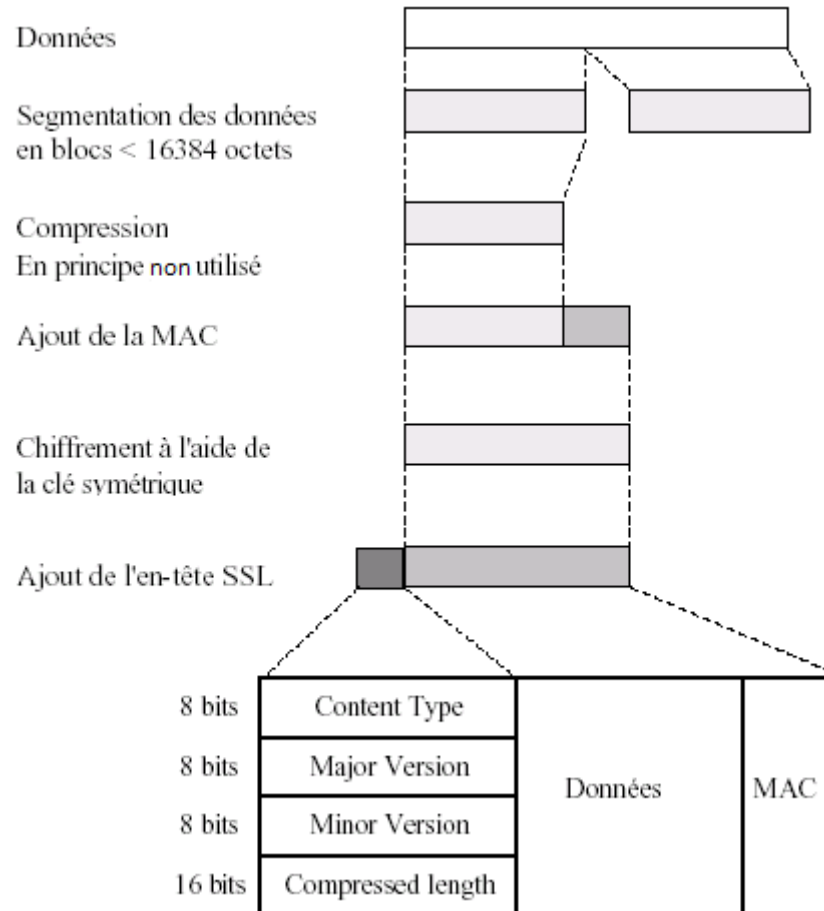 Données
Segmentation des données
en blocs < 16384 octets
Compression
En principe non utilisé
Ajout de la MAC
Chiffrement à l'aide de
la clé symétrique
Ajout de l'en-tête SSL
8 bits Content Type
8 bits Major Version
Données MAC
8 bits Minor Version
16 bits Compressed length